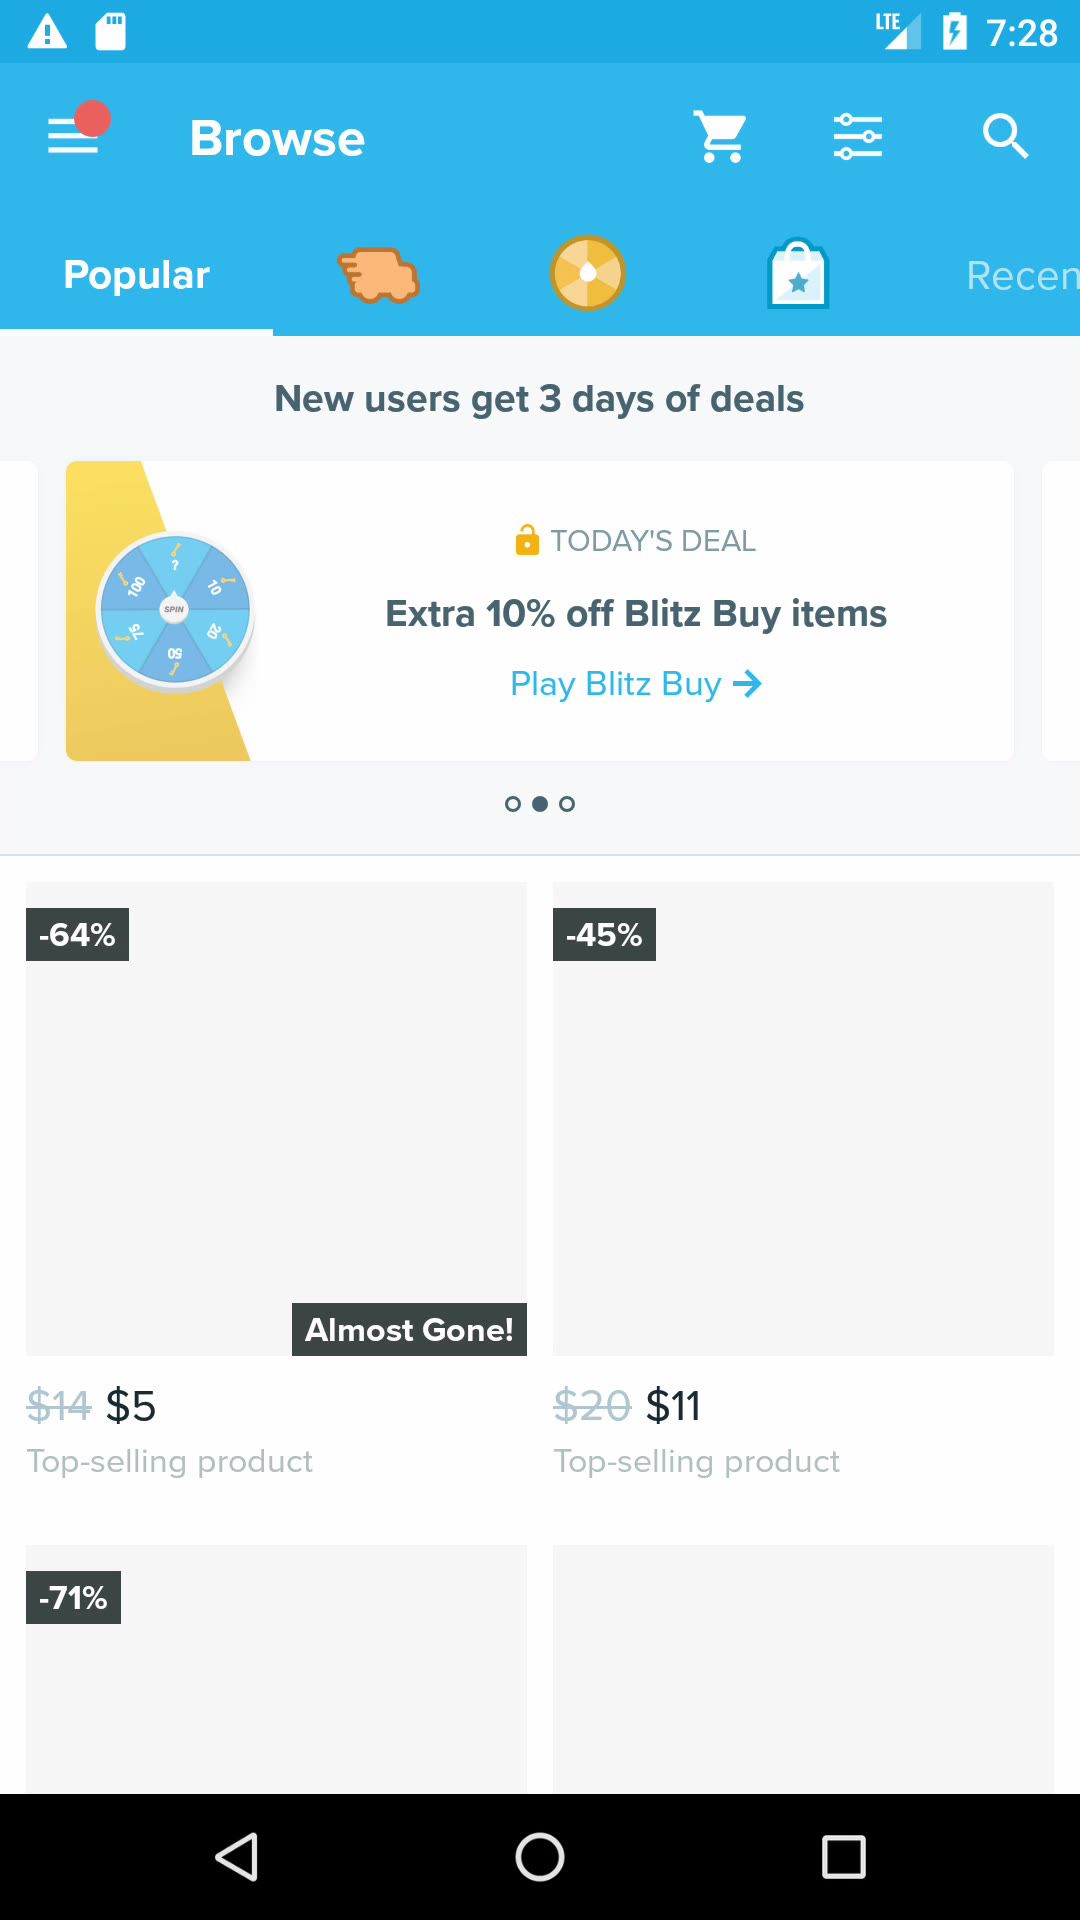 LTE 7:28
Browse
Popular Recen
New users get 3 days of deals
TODAY'S DEAL
Extra 10% off Blitz Buy items
Play Blitz Buy
? 10 20 50 75 100
SPIN
-64% -45%
Almost Gone!
$14 $5 $20 $11
Top-selling product Top-selling product
-71%